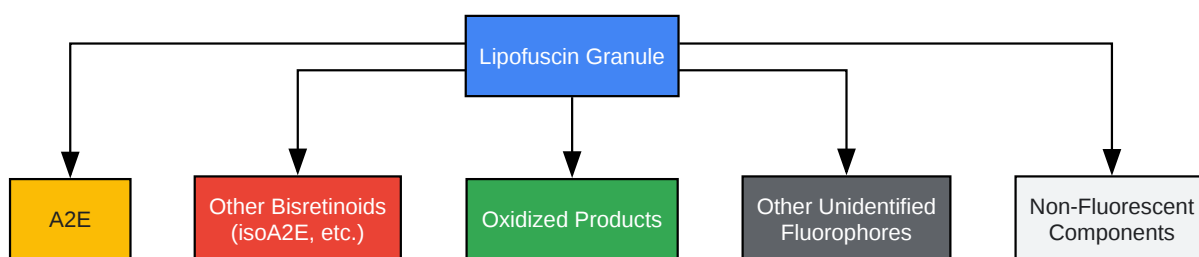 Lipofuscin Granule
A2E
Other Bisretinoids
(isoA2E, etc.)
Oxidized Products
Other Unidentified
Fluorophores
Non-Fluorescent
Components